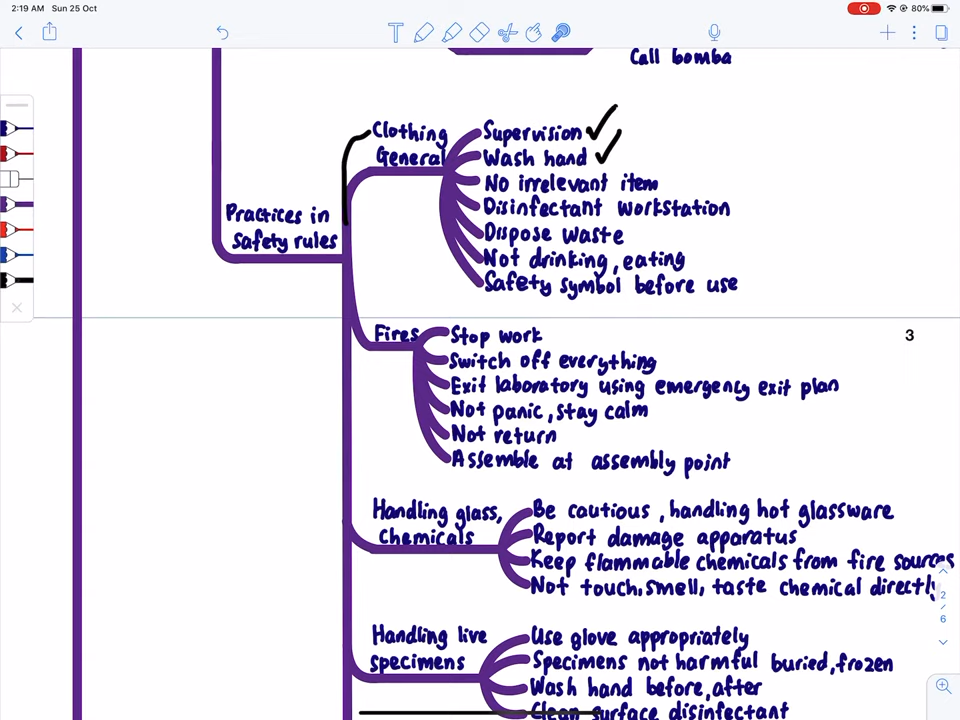 2:19 AM Sun 25 Oct
80%
Call bomba
Clothing
General
Supervision
Wash hand
No irrelevant item
Disinfectant workstation
Dispose waste
Not drinking, eating
Safety symbol before use
Practices in
safety rules
3
Fires
Stop work
Switch off everything
Exit laboratory using emergency exit plan
Not panic, stay calm
Not return
Assemble at assembly point
Handling glass,
chemicals
Be cautious, handling hot glassware
Report damage apparatus
Keep flammable chemicals from fire sources
Not touch, smell, taste chemical directly
2
/
6
Handling live
specimens
Use glove appropriately
Specimens not harmful buried, frozen
Wash hand before, after
Clean surface disinfectant